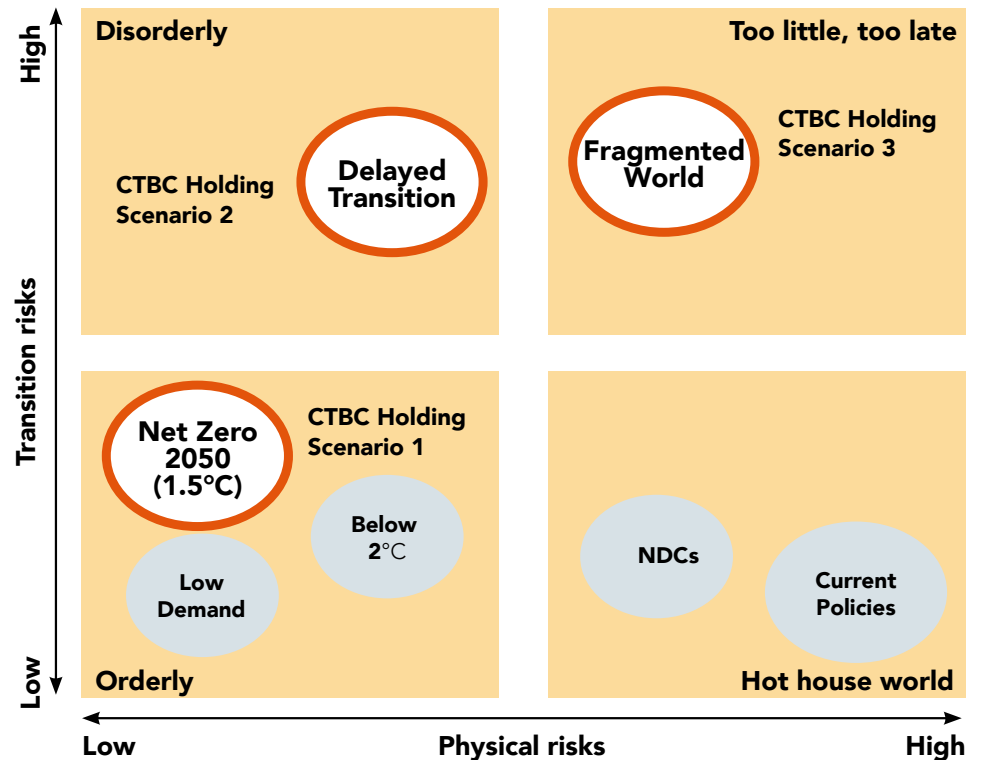 High
Transition risks
Low
Disorderly
CTBC Holding
Scenario 2
Delayed
Transition
Too little, too late
Fragmented
World
CTBC Holding
Scenario 3
Net Zero
2050
(1.5°C)
CTBC Holding
Scenario 1
Below
2°C
Low
Demand
Orderly
NDCs
Current
Policies
Hot house world
Low
Physical risks
High